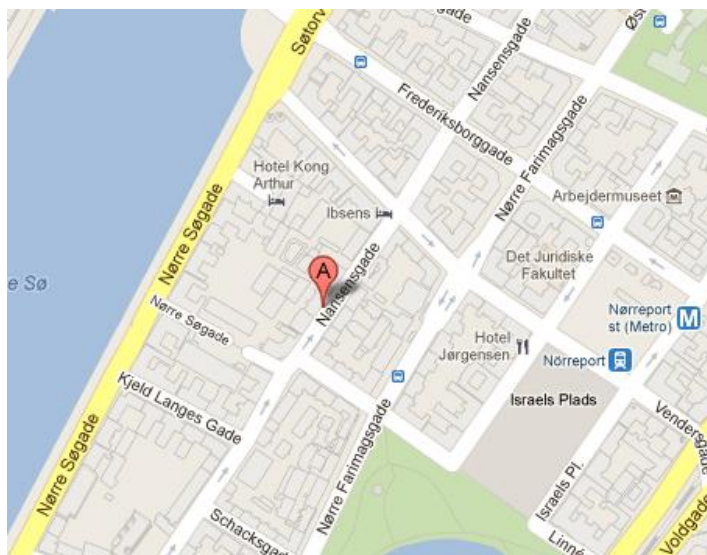 Søtorv
Nansensgade
Frederiksborggade
Nørre Farimagsgade
Hotel Kong
Arthur
Ibsens
Arbejdermuseet
M
Nørre Søgade
e Sø
A
Nansensgade
Det Juridiske
Fakultet
Nørreport
st (Metro)
M
Nörreport
Nørre Søgade
Hotel
Jørgensen
Israels Plads
Kjeld Langes Gade
Vendersgade
Nørre Søgade
Nørre Farimagsgade
Israels Pl.
Schacksgad
Linné
Voldgade